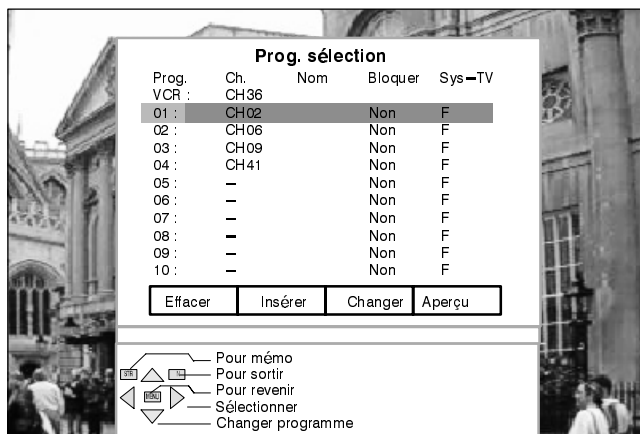 Prog. sélection
Prog. Ch. Nom Bloquer Sys-TV
VCR : CH36
01 : CH02 Non F
02 : CH06 Non F
03 : CH09 Non F
04 : CH41 Non F
05 : – Non F
06 : – Non F
07 : – Non F
08 : – Non F
09 : – Non F
10 : – Non F
Effacer Insérer Changer Aperçu
Pour mémo
STR Pour sortir
MENU Pour revenir
Sélectionner
Changer programme